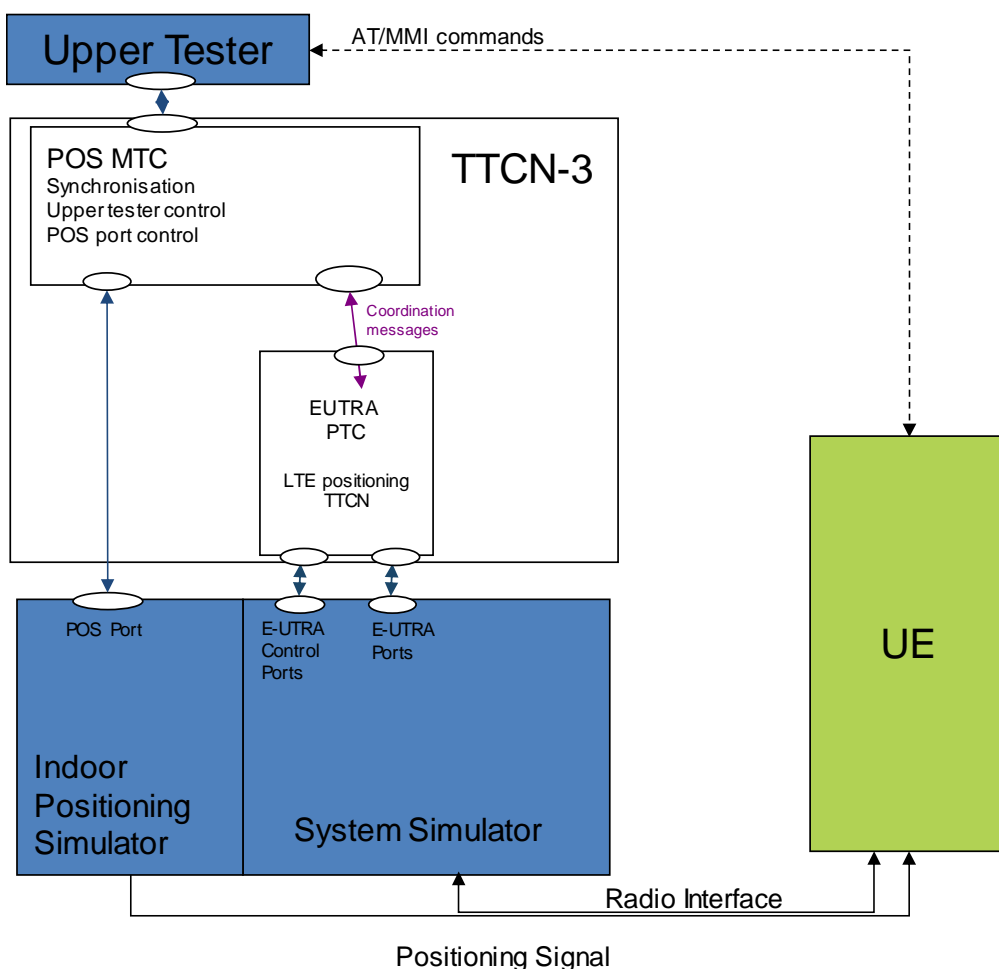 Upper Tester
AT/MMI commands
POS MTC
Synchronisation
Upper tester control
POS port control
TTCN-3
Coordination
messages
EUTRA
PTC
LTE positioning
TTCN
POS Port
E-UTRA
Control
Ports
E-UTRA
Ports
UE
Indoor
Positioning
Simulator
System Simulator
Radio Interface
Positioning Signal